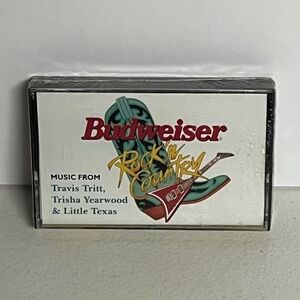 Budweiser
Rock 'n
Country
MUSIC FROM
Travis Tritt,
Trisha Yearwood
& Little Texas